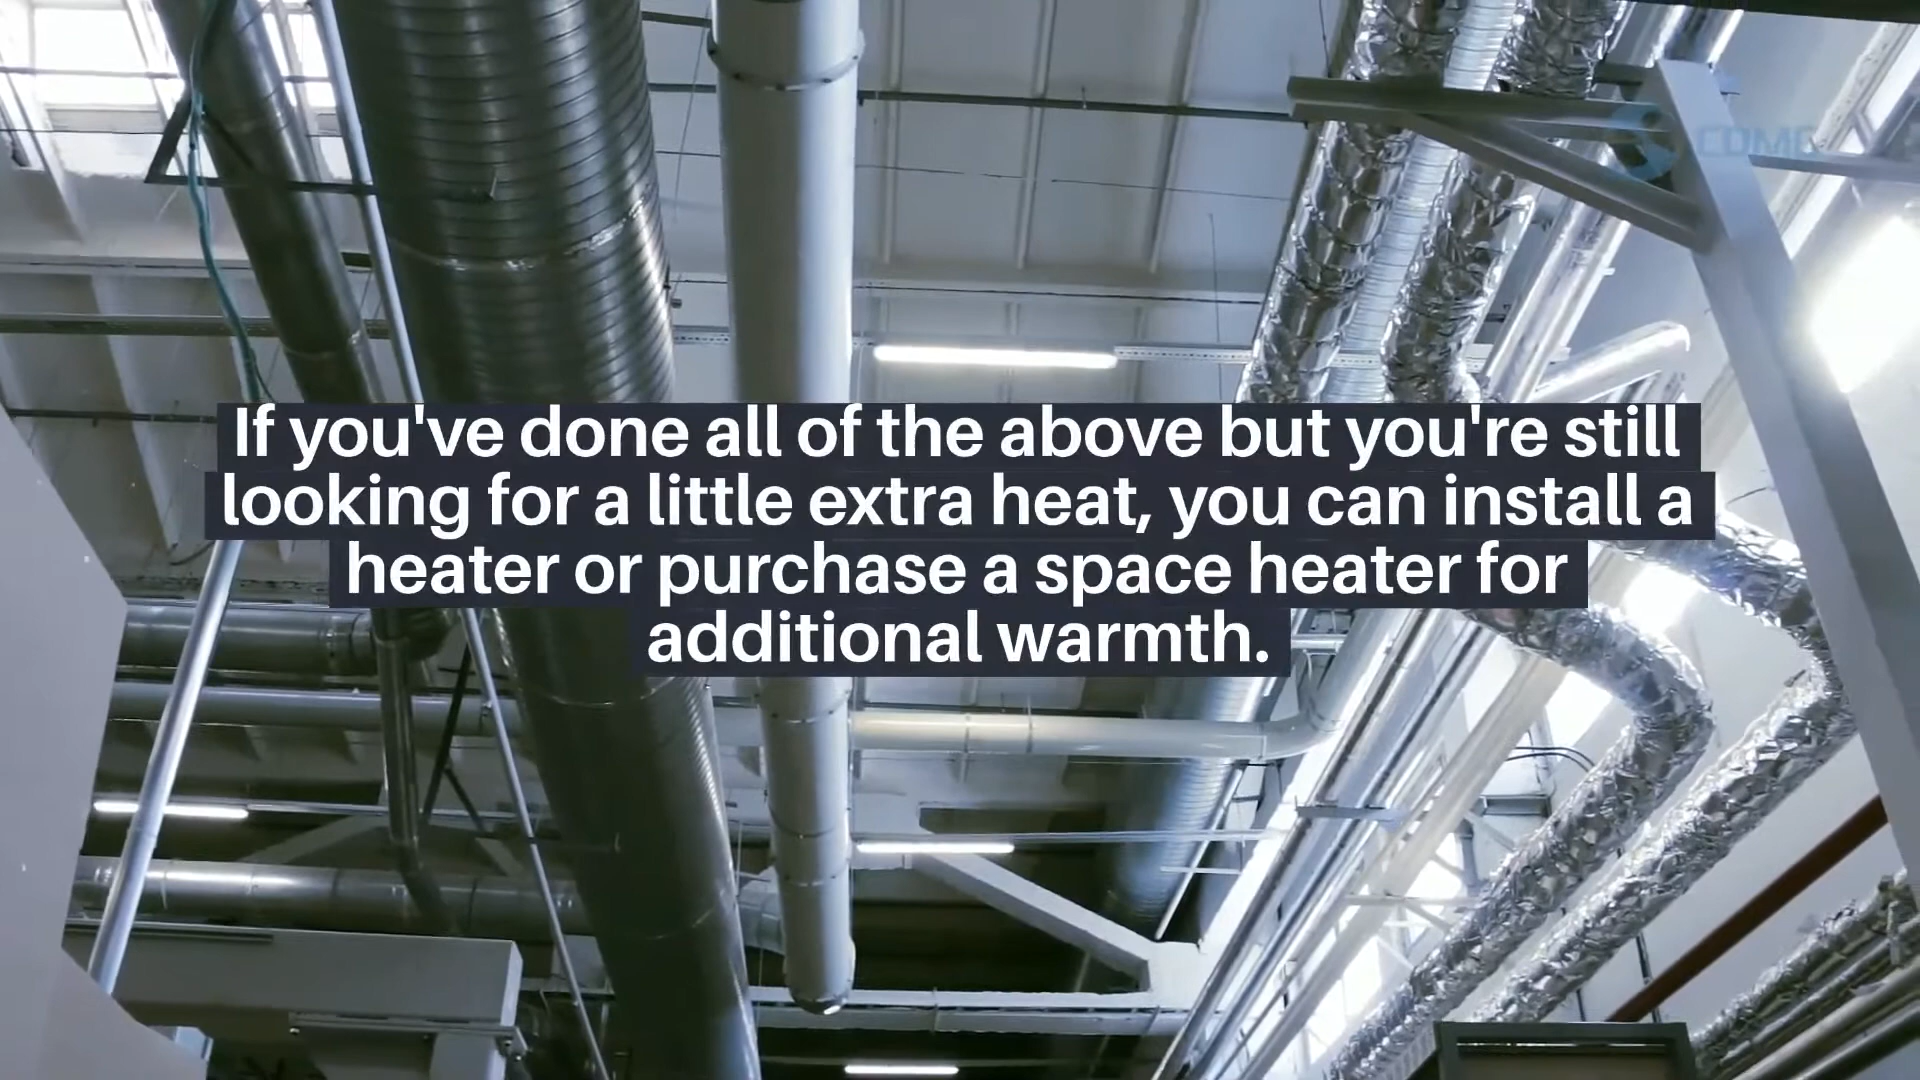 CDMG
If you've done all of the above but you're still
looking for a little extra heat, you can install a
heater or purchase a space heater for
additional warmth.